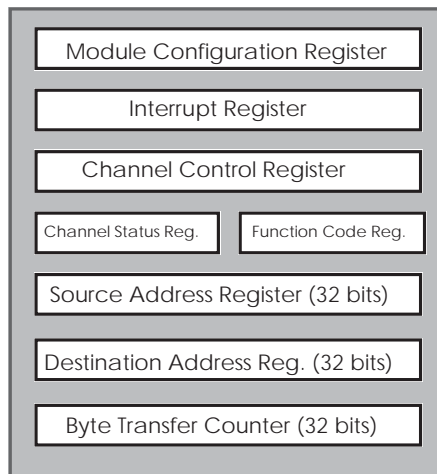 Module Configuration Register
Interrupt Register
Channel Control Register
Channel Status Reg.
Function Code Reg.
Source Address Register (32 bits)
Destination Address Reg. (32 bits)
Byte Transfer Counter (32 bits)